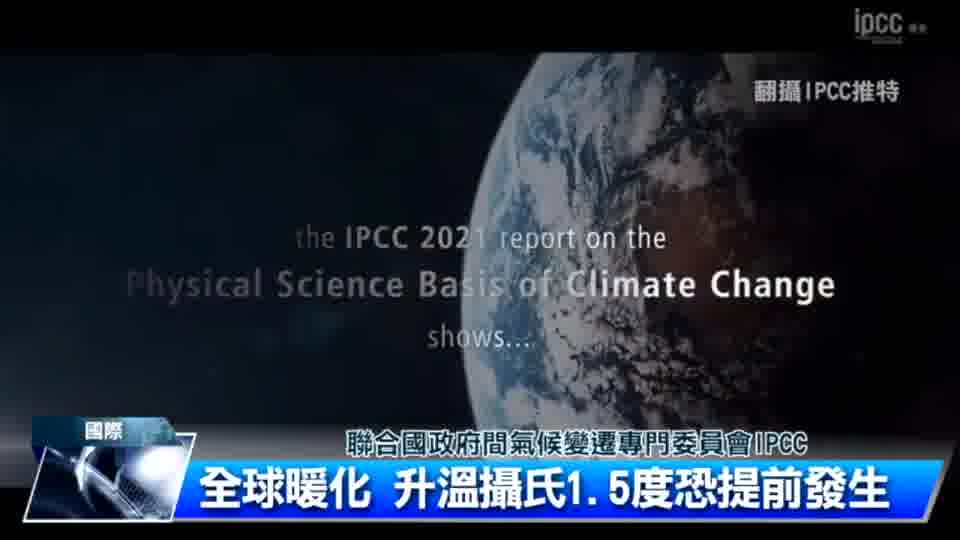 ipcc
翻攝IPCC推特
the IPCC 2021 report on the
Physical Science Basis of Climate Change
shows...
國際
聯合國政府間氣候變遷專門委員會IPCC
全球暖化 升溫攝氏1.5度恐提前發生